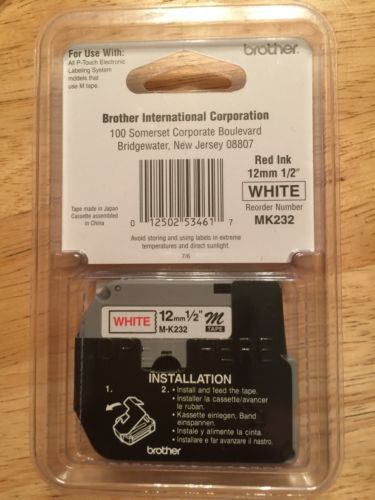 For Use With:
All P-Touch Electronic
Labeling System
models that
use M tape.
brother.
Brother International Corporation
100 Somerset Corporate Boulevard
Bridgewater, New Jersey 08807
Red Ink
12mm 1/2"
WHITE
Reorder Number
MK232
Tape made in Japan
Cassette assembled
in China
0 12502 53461 7
Avoid storing and using labels in extreme
temperatures and direct sunlight.
7/6
WHITE
12mm 1/2"
M-K232
M
TAPE
INSTALLATION
1.
2. • Install and feed the tape.
• Installer la cassette/avancer
le ruban.
• Kassette einlegen, Band
einspannen.
• Instale y alimente la cinta.
• Installare e far avanzare il nastro.
brother